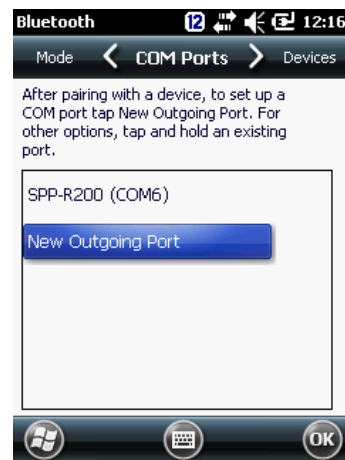 Bluetooth 12 12:16
Mode COM Ports Devices
After pairing with a device, to set up a
COM port tap New Outgoing Port. For
other options, tap and hold an existing
port.
SPP-R200 (COM6)
New Outgoing Port
OK